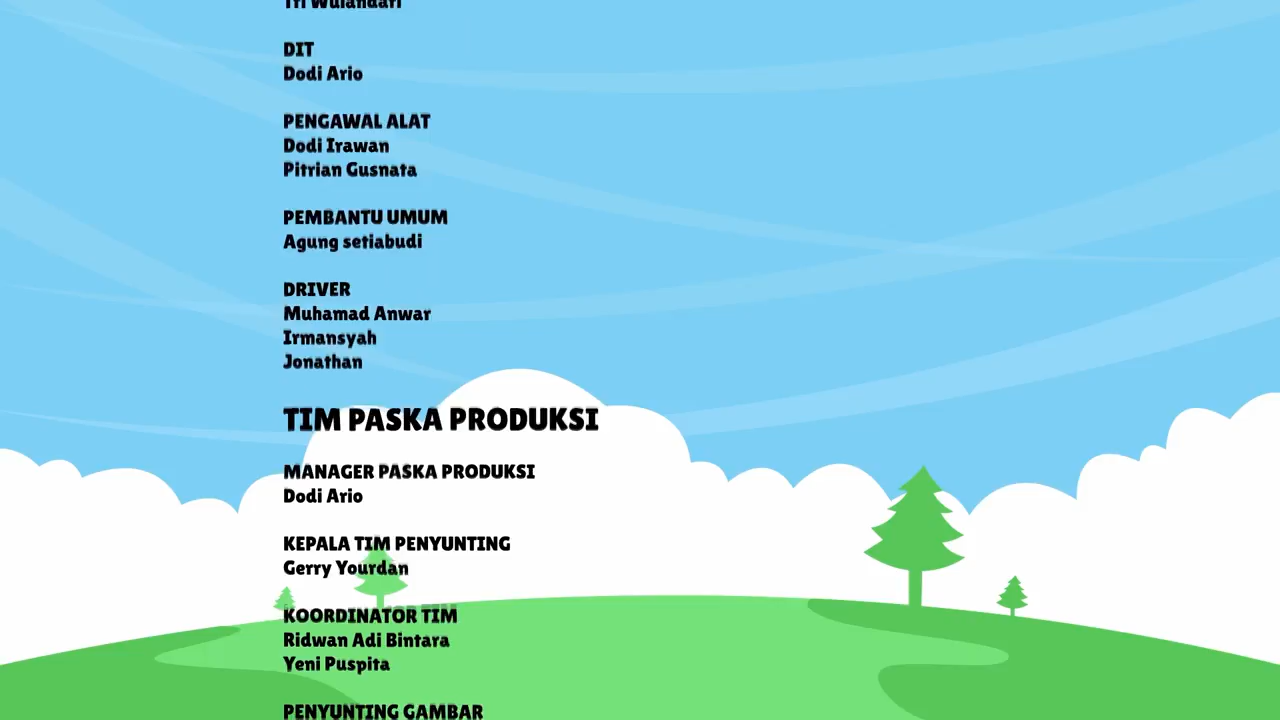 Tri Wulandari
DIT
Dodi Ario
PENGAWAL ALAT
Dodi Irawan
Pitrian Gusnata
PEMBANTU UMUM
Agung setiabudi
DRIVER
Muhamad Anwar
Irmansyah
Jonathan
TIM PASKA PRODUKSI
MANAGER PASKA PRODUKSI
Dodi Ario
KEPALA TIM PENYUNTING
Gerry Yourdan
KOORDINATOR TIM
Ridwan Adi Bintara
Yeni Puspita
PENYUNTING GAMBAR